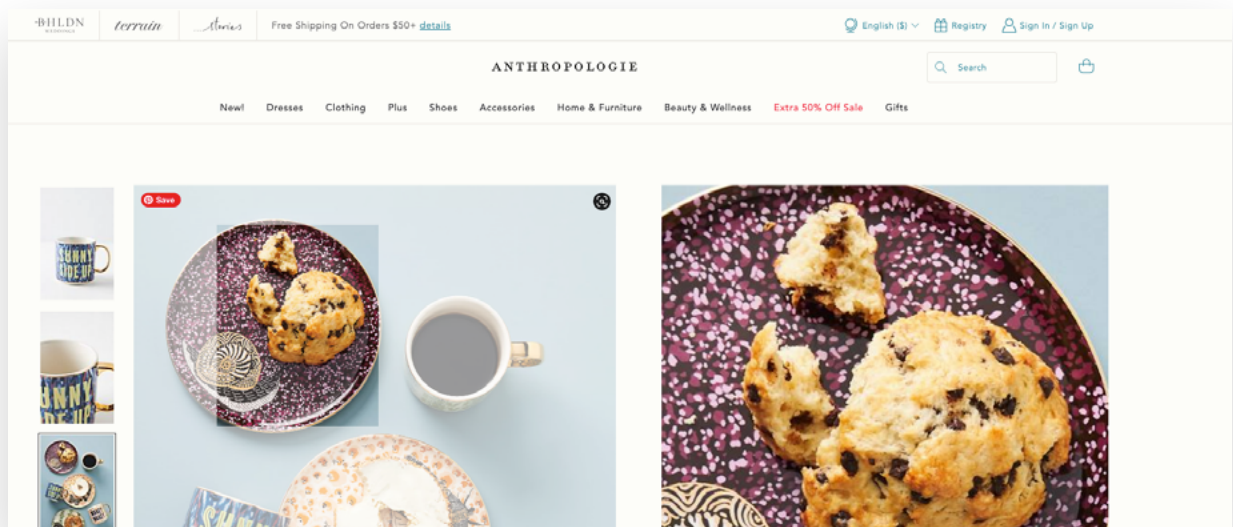 BHLDN
WEDDINGS
terrain
...stories
Free Shipping On Orders $50+ details
English ($)
Registry
Sign In / Sign Up
ANTHROPOLOGIE
Search
New!
Dresses
Clothing
Plus
Shoes
Accessories
Home & Furniture
Beauty & Wellness
Extra 50% Off Sale
Gifts
Save
SUNNY
SIDE UP